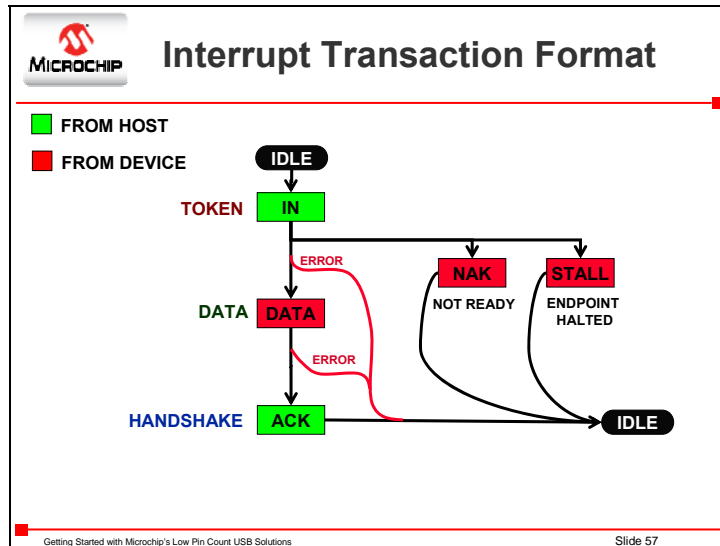 MICROCHIP
Interrupt Transaction Format
FROM HOST
FROM DEVICE
IDLE
TOKEN
IN
ERROR
NAK
STALL
NOT READY
ENDPOINT
HALTED
DATA
DATA
ERROR
HANDSHAKE
ACK
IDLE
Getting Started with Microchip's Low Pin Count USB Solutions
Slide 57